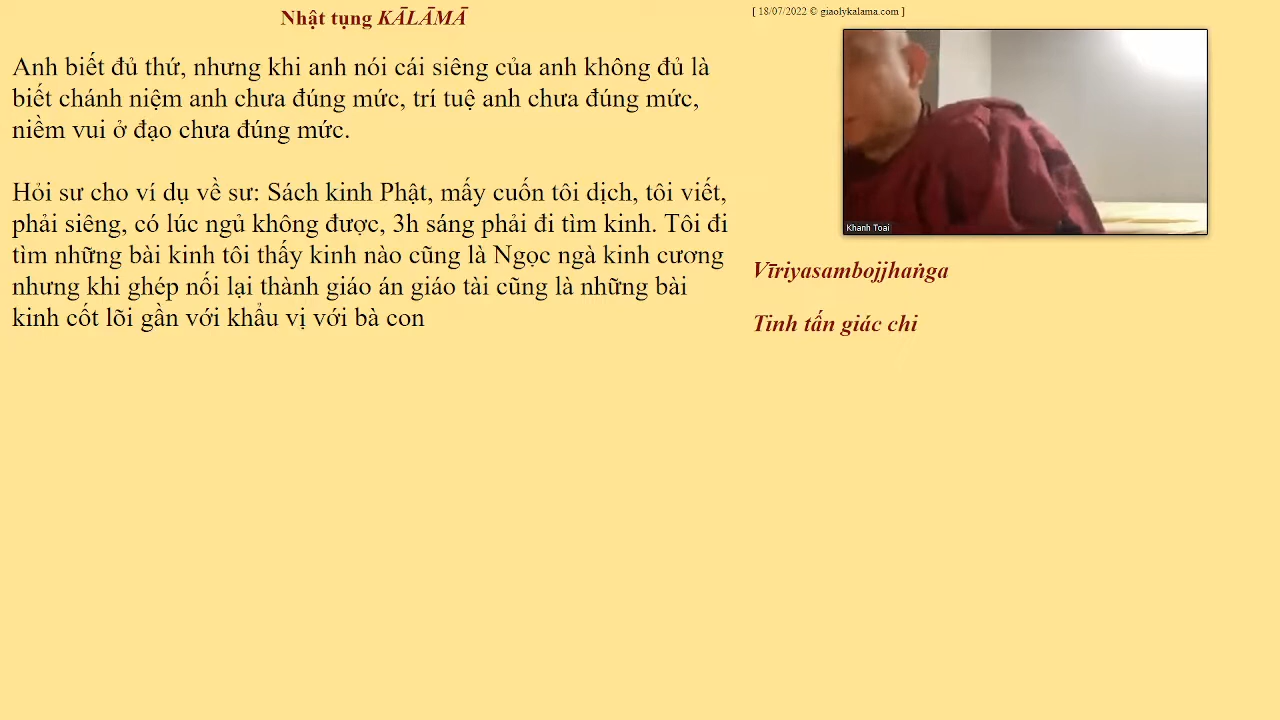 Nhật tụng KĀLĀMĀ
[ 18/07/2022 © giaolykalama.com ]
Anh biết đủ thứ, nhưng khi anh nói cái siêng của anh không đủ là
biết chánh niệm anh chưa đúng mức, trí tuệ anh chưa đúng mức,
niềm vui ở đạo chưa đúng mức.
Hỏi sư cho ví dụ về sư: Sách kinh Phật, mấy cuốn tôi dịch, tôi viết,
phải siêng, có lúc ngủ không được, 3h sáng phải đi tìm kinh. Tôi đi
tìm những bài kinh tôi thấy kinh nào cũng là Ngọc ngà kinh cương
nhưng khi ghép nối lại thành giáo án giáo tài cũng là những bài
kinh cốt lõi gần với khẩu vị với bà con
Khanh Toai
Vīriyasambojjhaṅga
Tinh tấn giác chi